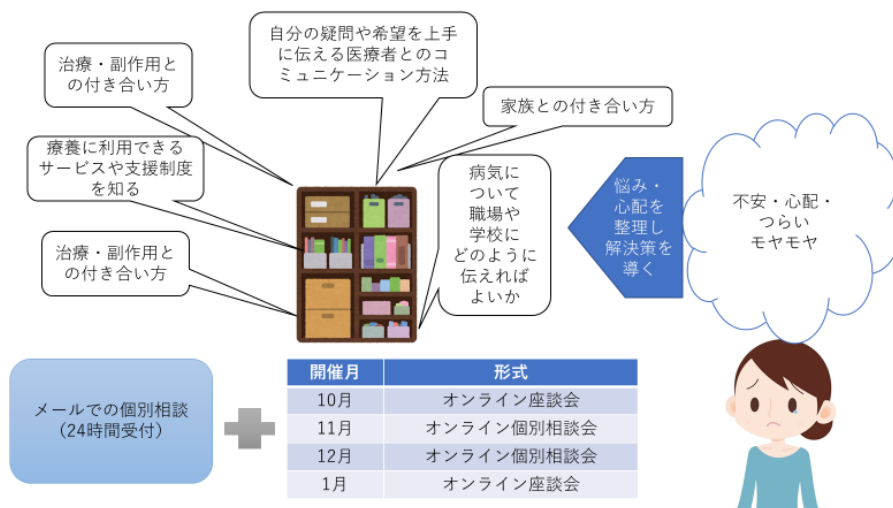 自分の疑問や希望を上手
に伝える医療者とのコ
ミュニケーション方法
治療・副作用と
の付き合い方
家族との付き合い方
療養に利用できる
サービスや支援制度
を知る
病気に
ついて
職場や
学校に
どのように
伝えれば
よいか
悩み・
心配を
整理し
解決策を
導く
不安・心配・
つらい
モヤモヤ
治療・副作用と
の付き合い方
メールでの個別相談
(24時間受付)
開催月 形式
10月 オンライン座談会
11月 オンライン個別相談会
12月 オンライン個別相談会
1月 オンライン座談会